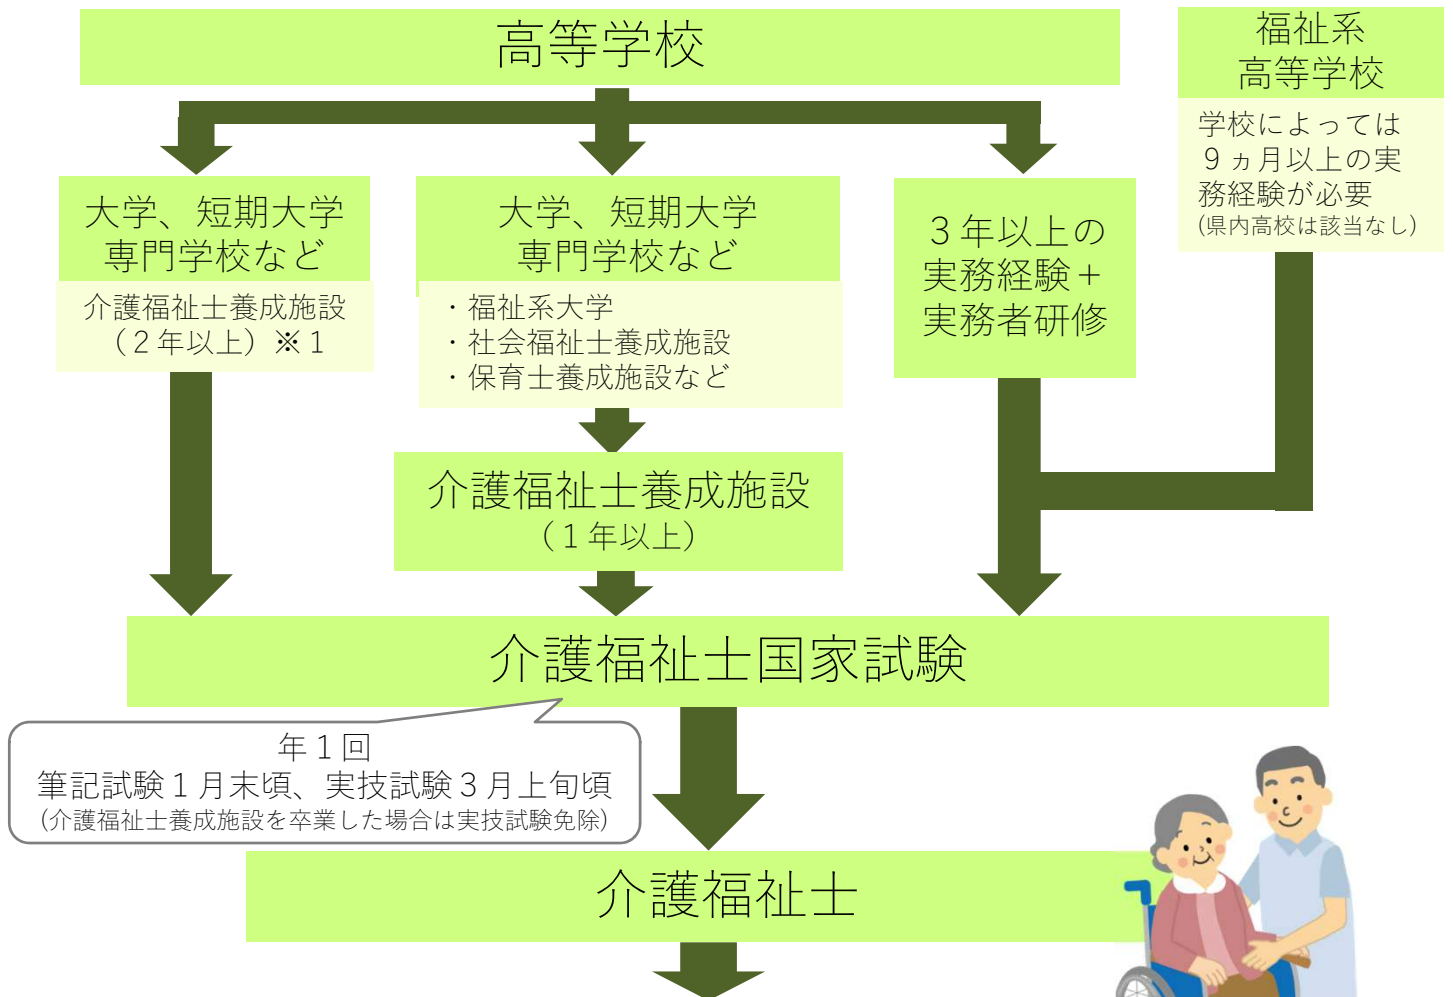 高等学校
福祉系
高等学校
学校によっては
９ヵ月以上の実
務経験が必要
(県内高校は該当なし)
大学、短期大学
専門学校など
介護福祉士養成施設
（２年以上）※１
大学、短期大学
専門学校など
・福祉系大学
・社会福祉士養成施設
・保育士養成施設など
３年以上の
実務経験＋
実務者研修
介護福祉士養成施設
（１年以上）
介護福祉士国家試験
年１回
筆記試験１月末頃、実技試験３月上旬頃
(介護福祉士養成施設を卒業した場合は実技試験免除)
介護福祉士